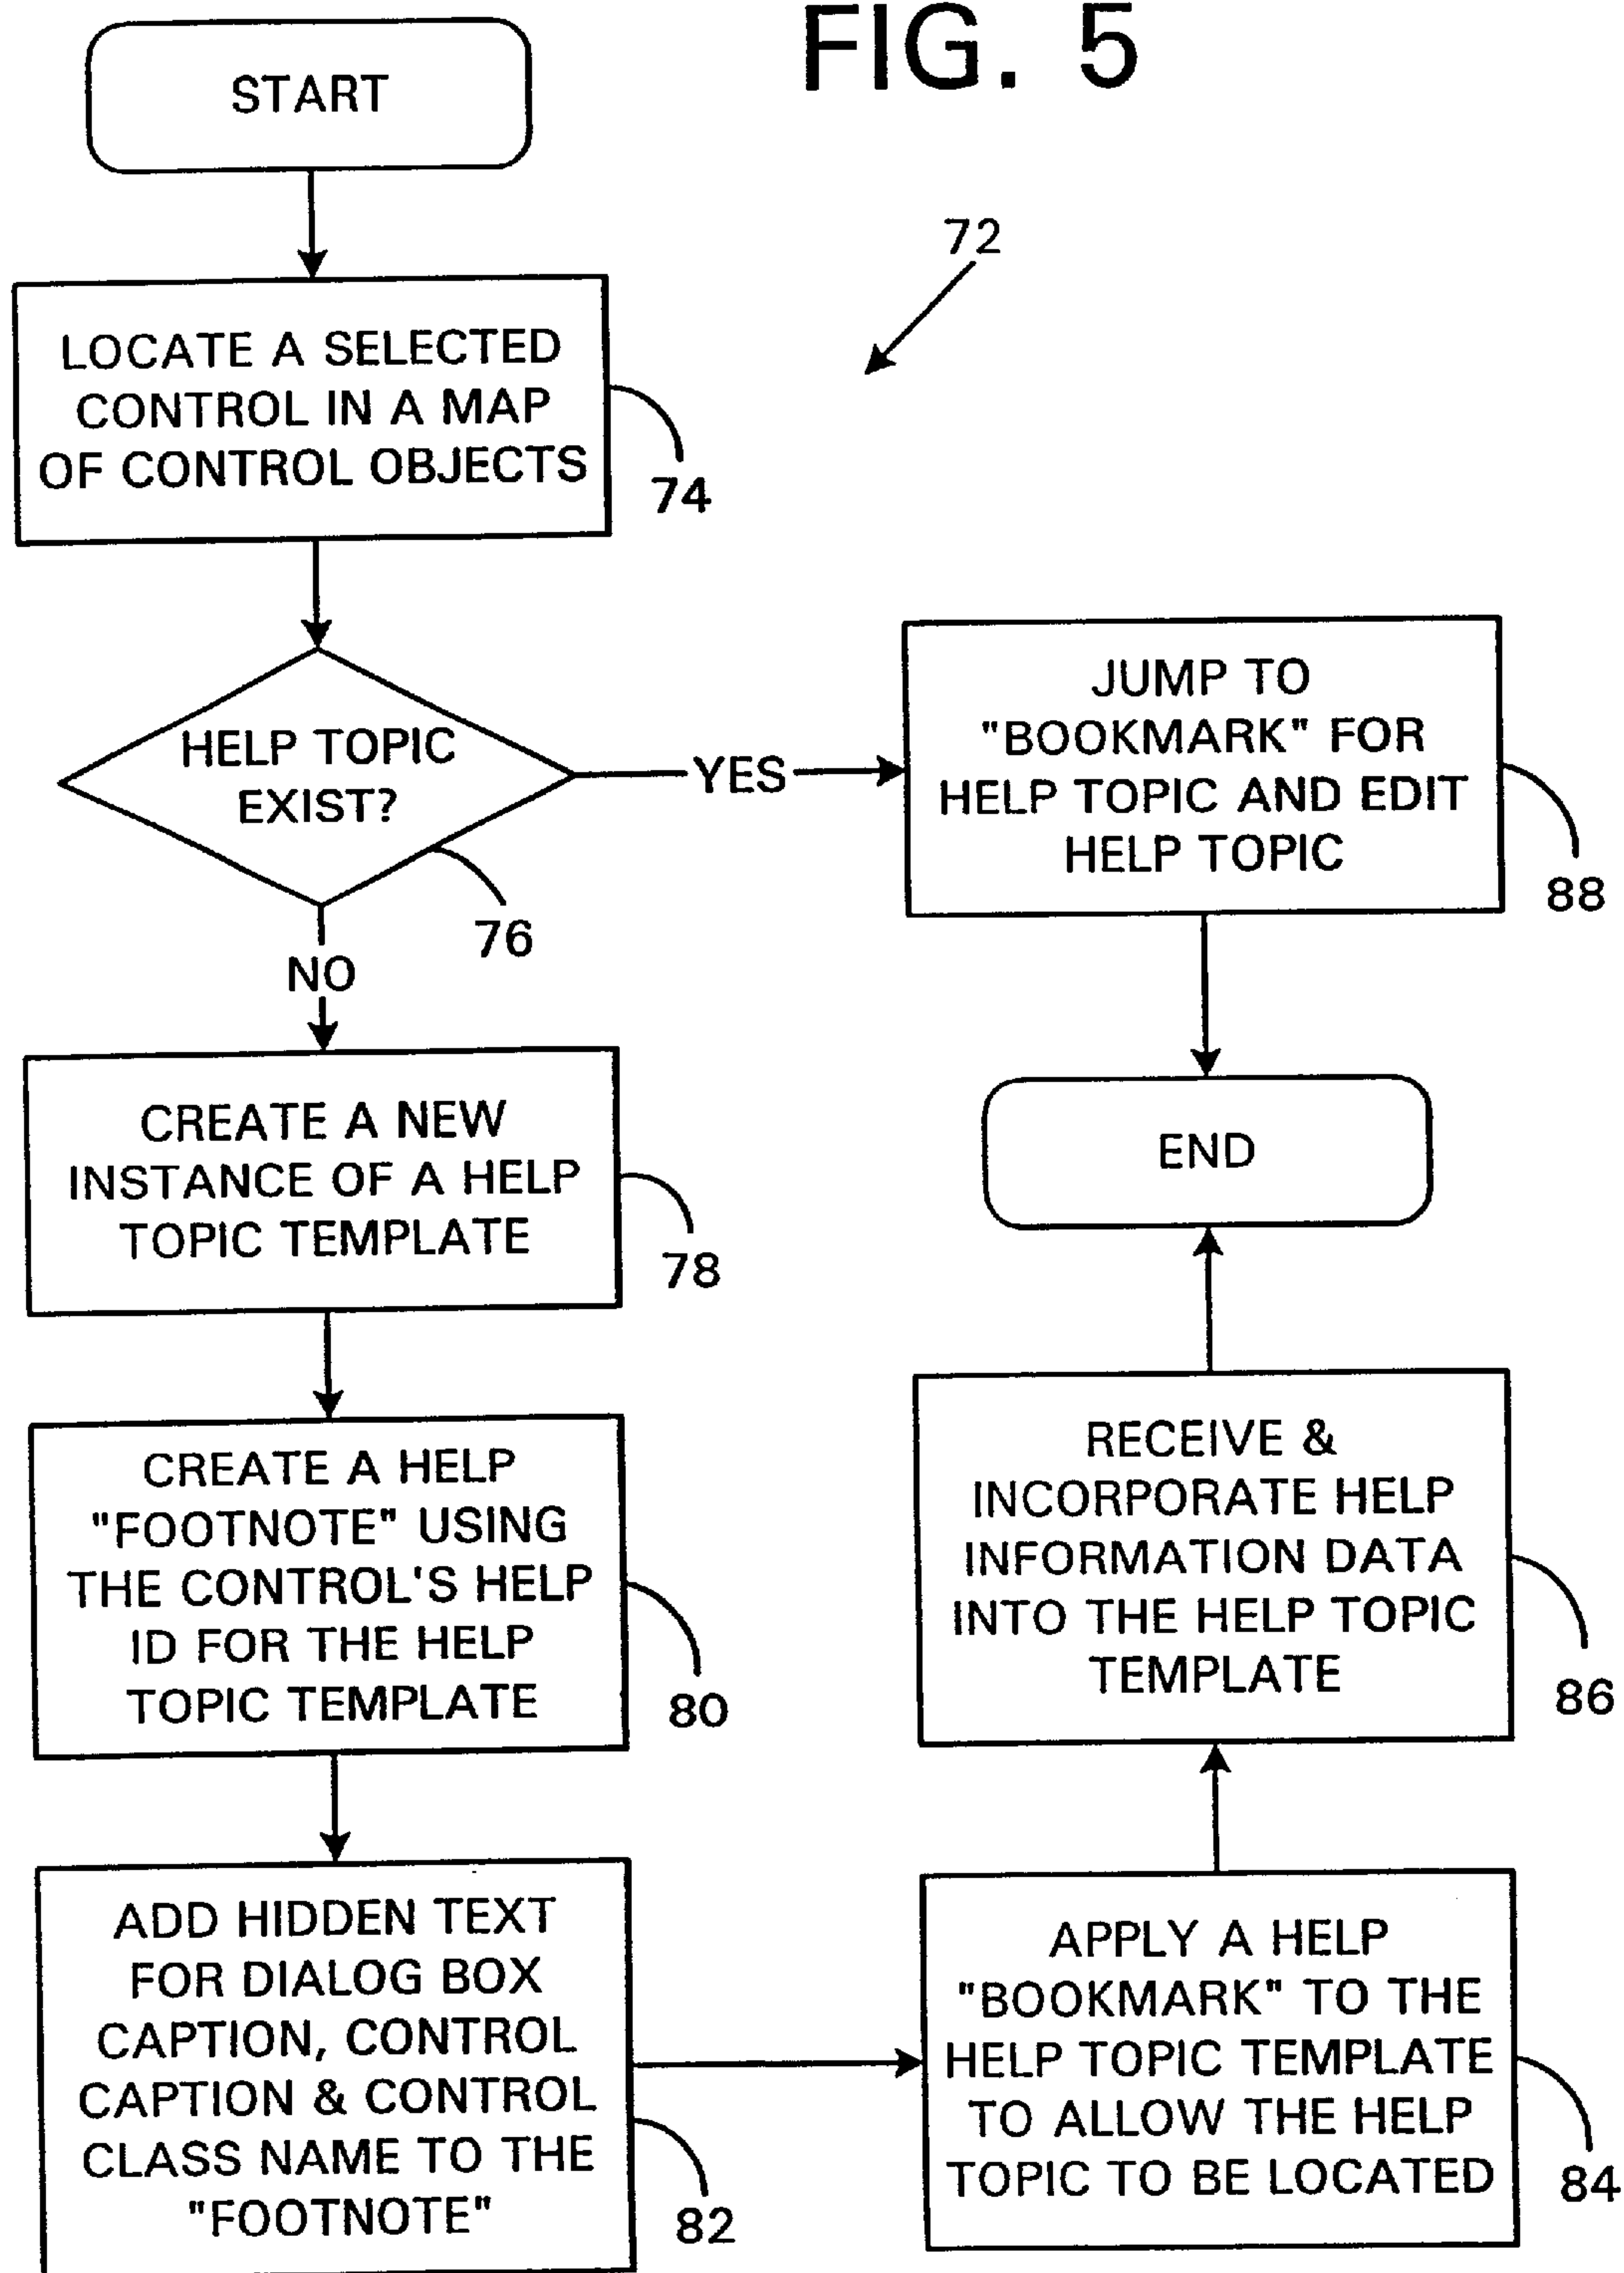 FIG. 5
START
72
LOCATE A SELECTED
CONTROL IN A MAP
OF CONTROL OBJECTS
74
HELP TOPIC
EXIST?
76
YES
NO
JUMP TO
"BOOKMARK" FOR
HELP TOPIC AND EDIT
HELP TOPIC
88
CREATE A NEW
INSTANCE OF A HELP
TOPIC TEMPLATE
78
END
CREATE A HELP
"FOOTNOTE" USING
THE CONTROL'S HELP
ID FOR THE HELP
TOPIC TEMPLATE
80
ADD HIDDEN TEXT
FOR DIALOG BOX
CAPTION, CONTROL
CAPTION & CONTROL
CLASS NAME TO THE
"FOOTNOTE"
82
APPLY A HELP
"BOOKMARK" TO THE
HELP TOPIC TEMPLATE
TO ALLOW THE HELP
TOPIC TO BE LOCATED
84
RECEIVE &
INCORPORATE HELP
INFORMATION DATA
INTO THE HELP TOPIC
TEMPLATE
86